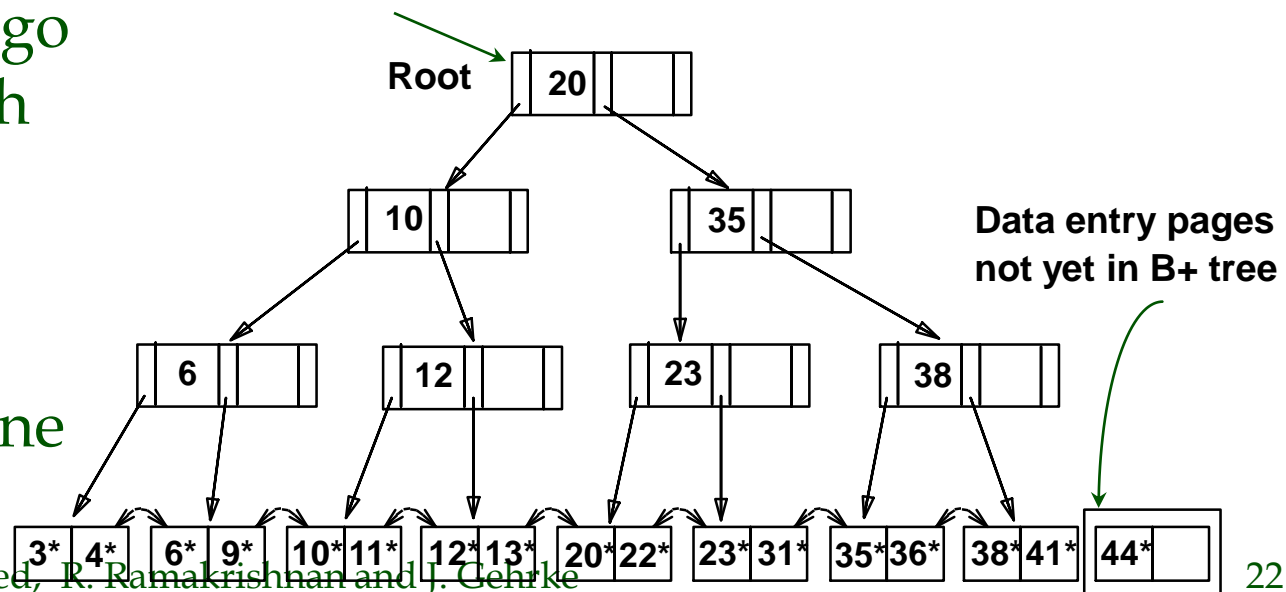 go
h
Root
20
10
35
Data entry pages
not yet in B+ tree
6
12
23
38
ne
3* 4* 6* 9* 10* 11* 12* 13* 20* 22* 23* 31* 35* 36* 38* 41* 44*
ed, R. Ramakrishnan and J. Gehrke 22